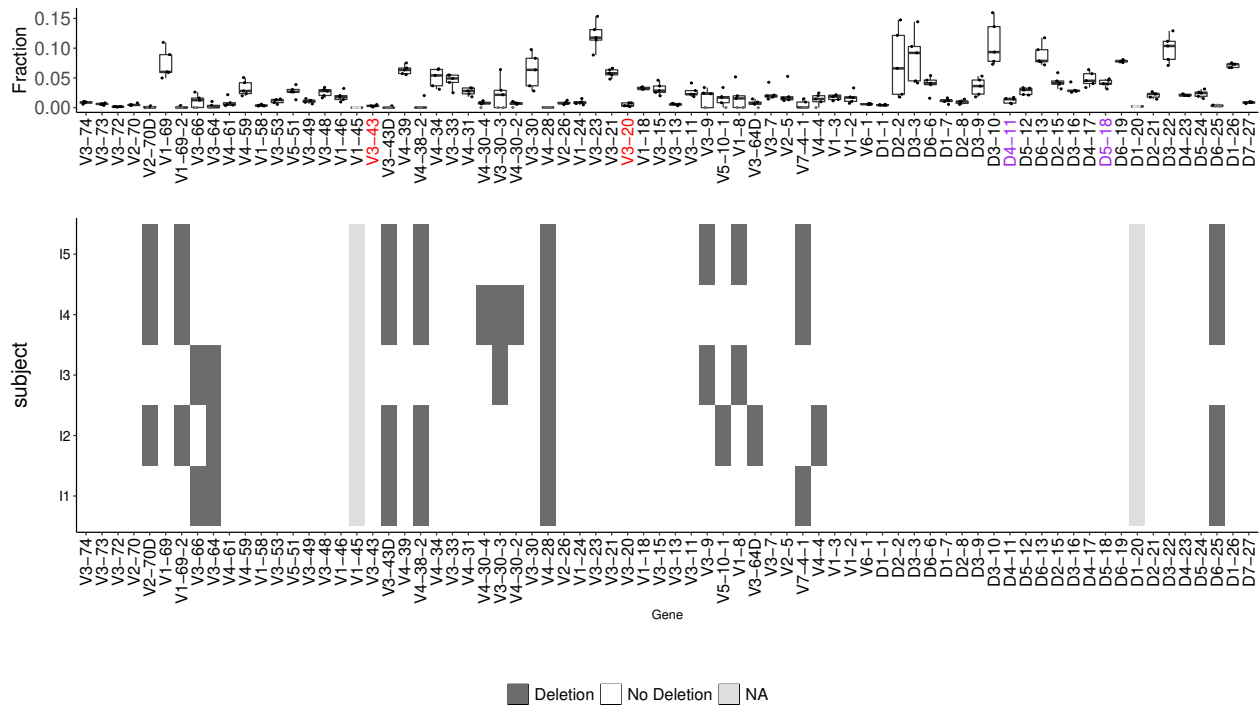 Fraction
0.15
0.10
0.05
0.00
V3−74
V3−73
V3−72
V2−70
V2−70D
V1−69
V1−69−2
V3−66
V3−64
V4−61
V4−59
V1−58
V3−53
V5−51
V3−49
V3−48
V1−46
V1−45
V3−43
V3−43D
V4−39
V4−38−2
V4−34
V3−33
V4−31
V4−30−4
V3−30−3
V4−30−2
V3−30
V4−28
V2−26
V1−24
V3−23
V3−21
V3−20
V1−18
V3−15
V3−13
V3−11
V3−9
V5−10−1
V1−8
V3−64D
V3−7
V2−5
V7−4−1
V4−4
V1−3
V1−2
V6−1
D1−1
D2−2
D3−3
D6−6
D1−7
D2−8
D3−9
D3−10
D4−11
D5−12
D6−13
D2−15
D3−16
D4−17
D5−18
D6−19
D1−20
D2−21
D3−22
D4−23
D5−24
D6−25
D1−26
D7−27
subject
I5
I4
I3
I2
I1
V3−74
V3−73
V3−72
V2−70
V2−70D
V1−69
V1−69−2
V3−66
V3−64
V4−61
V4−59
V1−58
V3−53
V5−51
V3−49
V3−48
V1−46
V1−45
V3−43
V3−43D
V4−39
V4−38−2
V4−34
V3−33
V4−31
V4−30−4
V3−30−3
V4−30−2
V3−30
V4−28
V2−26
V1−24
V3−23
V3−21
V3−20
V1−18
V3−15
V3−13
V3−11
V3−9
V5−10−1
V1−8
V3−64D
V3−7
V2−5
V7−4−1
V4−4
V1−3
V1−2
V6−1
D1−1
D2−2
D3−3
D6−6
D1−7
D2−8
D3−9
D3−10
D4−11
D5−12
D6−13
D2−15
D3−16
D4−17
D5−18
D6−19
D1−20
D2−21
D3−22
D4−23
D5−24
D6−25
D1−26
D7−27
Gene
Deletion No Deletion NA